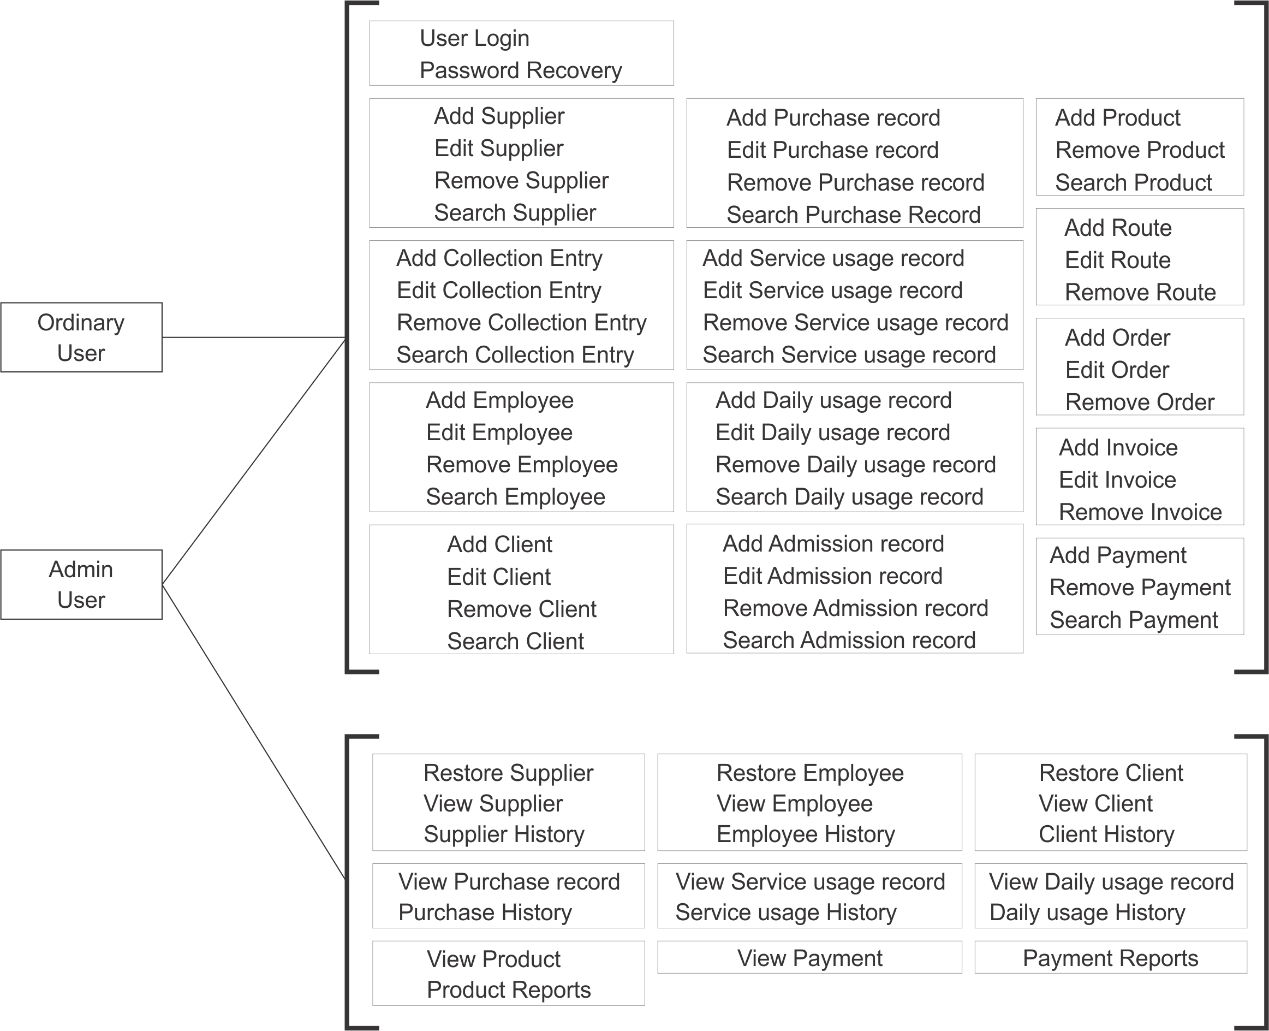 Ordinary
User
Admin
User
User Login
Password Recovery
Add Supplier
Edit Supplier
Remove Supplier
Search Supplier
Add Collection Entry
Edit Collection Entry
Remove Collection Entry
Search Collection Entry
Add Employee
Edit Employee
Remove Employee
Search Employee
Add Client
Edit Client
Remove Client
Search Client
Add Purchase record
Edit Purchase record
Remove Purchase record
Search Purchase Record
Add Service usage record
Edit Service usage record
Remove Service usage record
Search Service usage record
Add Daily usage record
Edit Daily usage record
Remove Daily usage record
Search Daily usage record
Add Admission record
Edit Admission record
Remove Admission record
Search Admission record
Add Product
Remove Product
Search Product
Add Route
Edit Route
Remove Route
Add Order
Edit Order
Remove Order
Add Invoice
Edit Invoice
Remove Invoice
Add Payment
Remove Payment
Search Payment
Restore Supplier
View Supplier
Supplier History
Restore Employee
View Employee
Employee History
Restore Client
View Client
Client History
View Purchase record
Purchase History
View Service usage record
Service usage History
View Daily usage record
Daily usage History
View Product
Product Reports
View Payment
Payment Reports